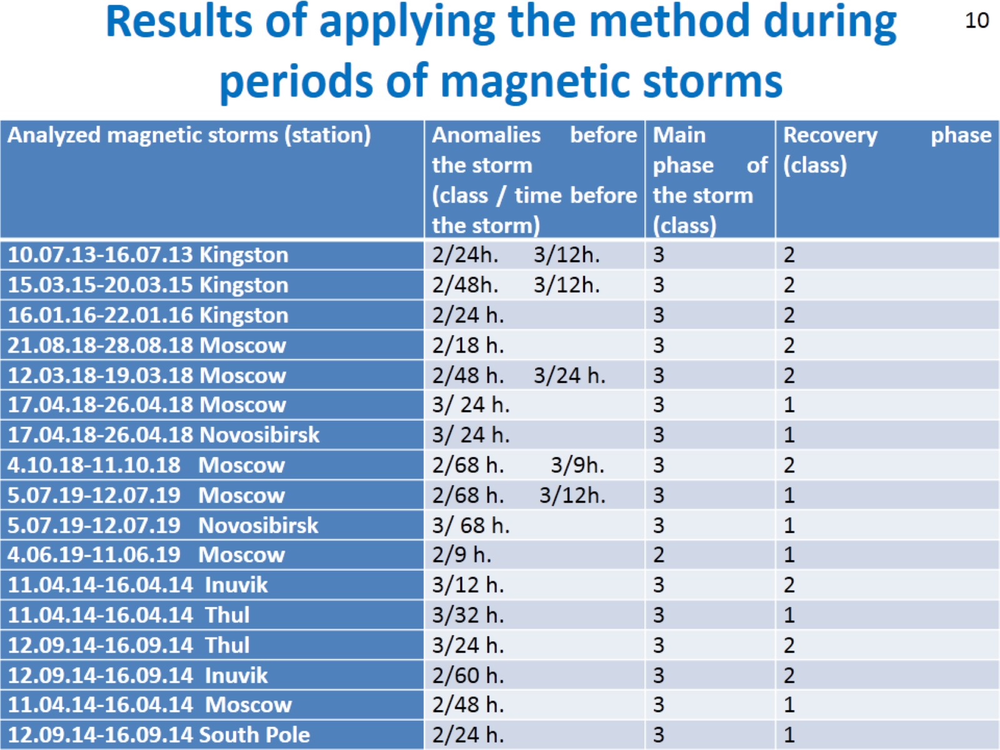 Results of applying the method during
10
periods of magnetic storms
Analyzed magnetic storms (station)
Anomalies before
the storm
(class / time before
the storm)
Main
phase of
the storm
(class)
Recovery phase
(class)
10.07.13-16.07.13 Kingston 2/24h. 3/12h. 3 2
15.03.15-20.03.15 Kingston 2/48h. 3/12h. 3 2
16.01.16-22.01.16 Kingston 2/24 h. 3 2
21.08.18-28.08.18 Moscow 2/18 h. 3 2
12.03.18-19.03.18 Moscow 2/48 h. 3/24 h. 3 2
17.04.18-26.04.18 Moscow 3/ 24 h. 3 1
17.04.18-26.04.18 Novosibirsk 3/ 24 h. 3 1
4.10.18-11.10.18 Moscow 2/68 h. 3/9h. 3 2
5.07.19-12.07.19 Moscow 2/68 h. 3/12h. 3 1
5.07.19-12.07.19 Novosibirsk 3/ 68 h. 3 1
4.06.19-11.06.19 Moscow 2/9 h. 2 1
11.04.14-16.04.14 Inuvik 3/12 h. 3 2
11.04.14-16.04.14 Thul 3/32 h. 3 1
12.09.14-16.09.14 Thul 3/24 h. 3 2
12.09.14-16.09.14 Inuvik 2/60 h. 3 2
11.04.14-16.04.14 Moscow 2/48 h. 3 1
12.09.14-16.09.14 South Pole 2/24 h. 3 1